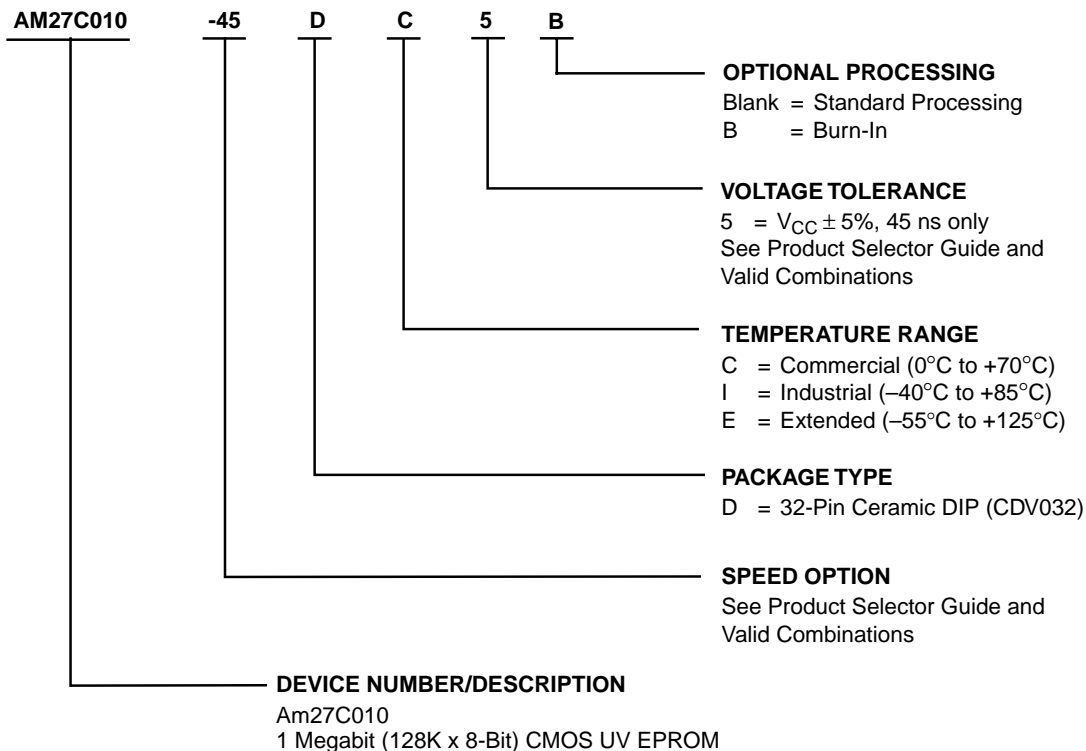 AM27C010 -45 D C 5 B
OPTIONAL PROCESSING
Blank = Standard Processing
B = Burn-In
VOLTAGE TOLERANCE
5 = VCC ± 5%, 45 ns only
See Product Selector Guide and
Valid Combinations
TEMPERATURE RANGE
C = Commercial (0°C to +70°C)
I = Industrial (–40°C to +85°C)
E = Extended (–55°C to +125°C)
PACKAGE TYPE
D = 32-Pin Ceramic DIP (CDV032)
SPEED OPTION
See Product Selector Guide and
Valid Combinations
DEVICE NUMBER/DESCRIPTION
Am27C010
1 Megabit (128K x 8-Bit) CMOS UV EPROM